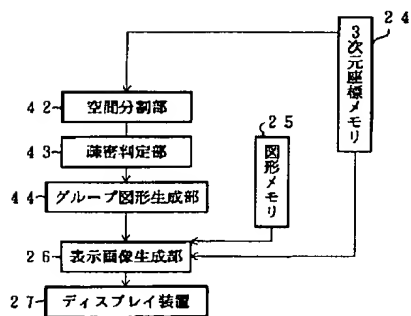 24
3次元座標メモリ
42
空間分割部
43
疎密判定部
25
図形メモリ
44
グループ図形生成部
26
表示画像生成部
27
ディスプレイ装置